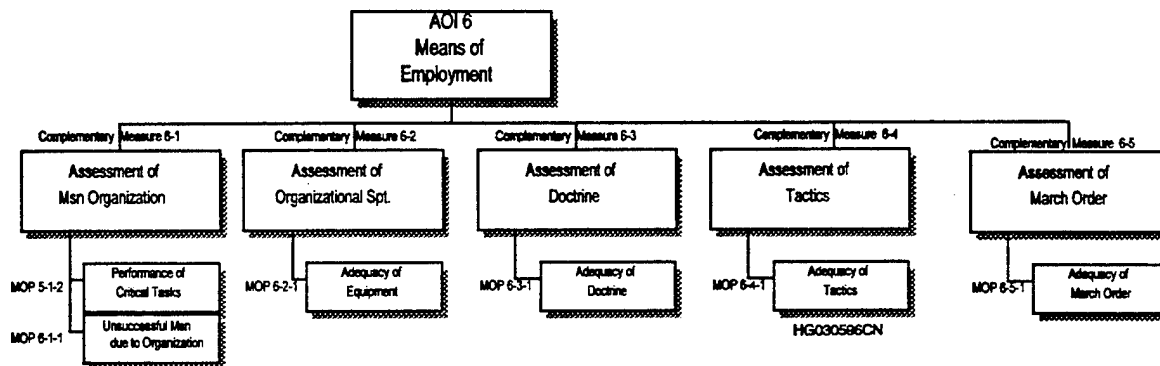 AOI 6
Means of
Employment
Complementary Measure 6-1
Assessment of
Msn Organization
MOP 5-1-2
Performance of
Critical Tasks
MOP 6-1-1
Unsuccessful Msn
due to Organization
Complementary Measure 6-2
Assessment of
Organizational Spt.
MOP 6-2-1
Adequacy of
Equipment
Complementary Measure 6-3
Assessment of
Doctrine
MOP 6-3-1
Adequacy of
Doctrine
Complementary Measure 6-4
Assessment of
Tactics
MOP 6-4-1
Adequacy of
Tactics
HG030596CN
Complementary Measure 6-5
Assessment of
March Order
MOP 6-5-1
Adequacy of
March Order